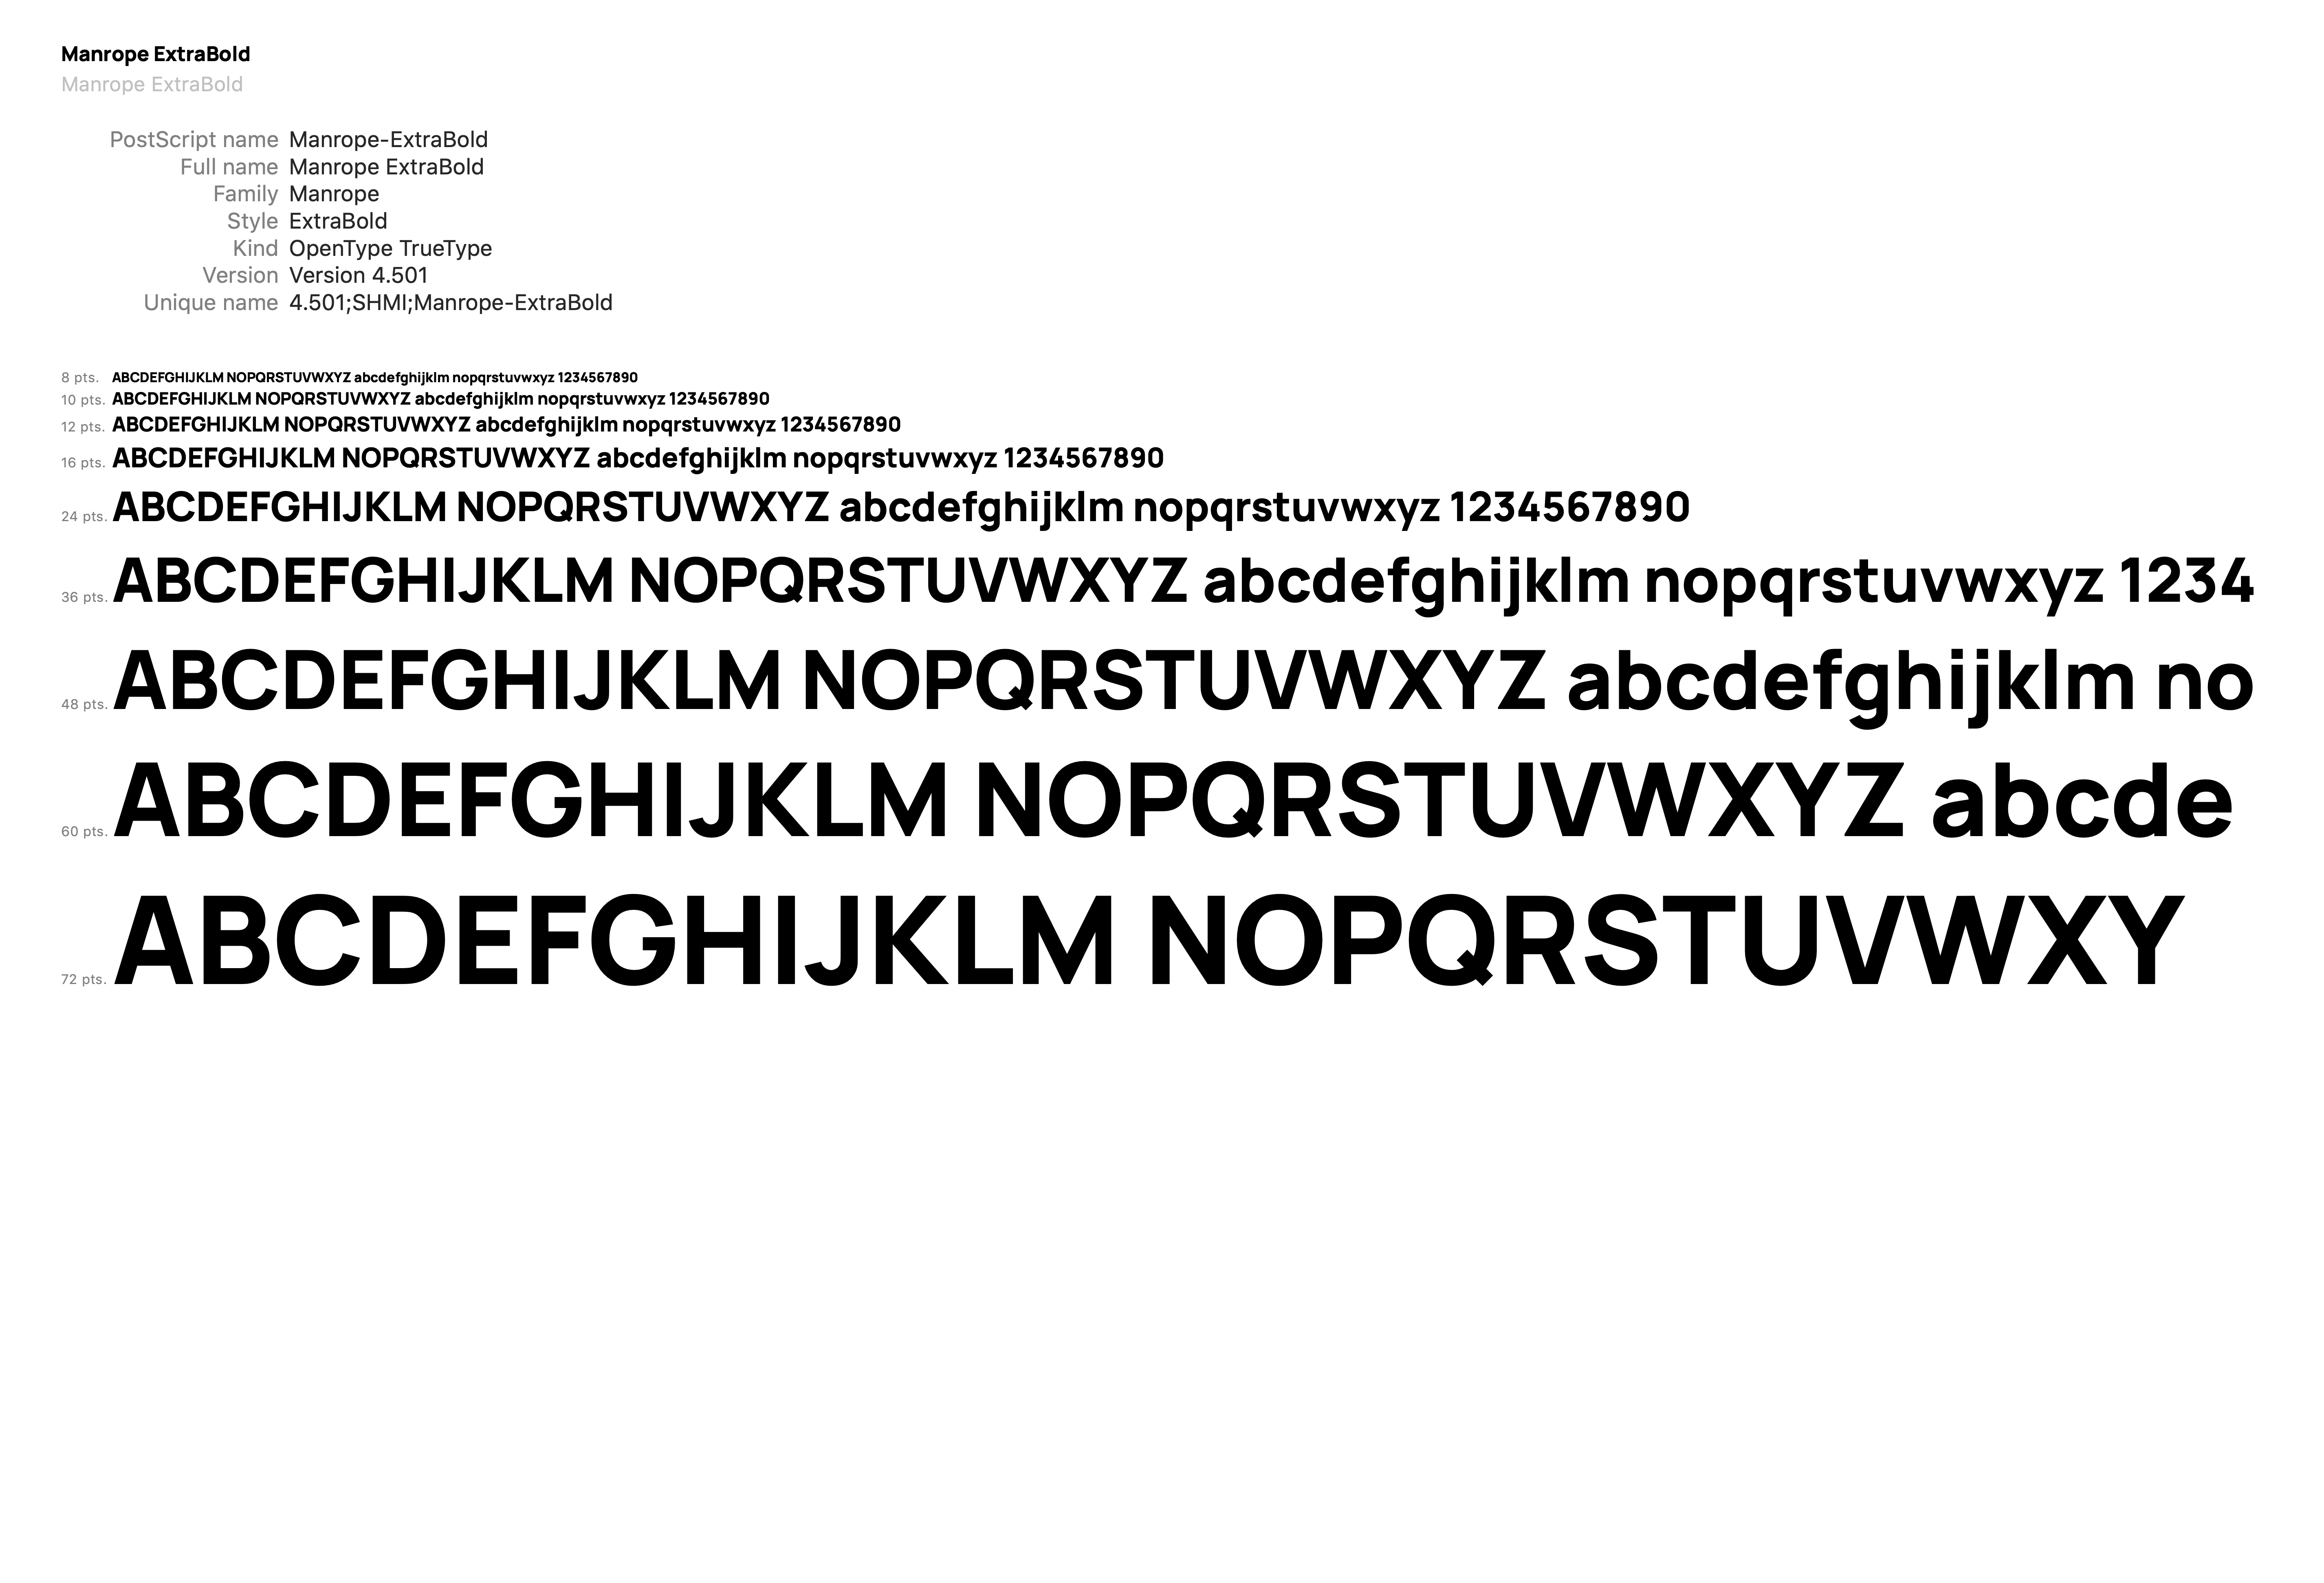 Manrope ExtraBold
Manrope ExtraBold
PostScript name Manrope-ExtraBold
Full name Manrope ExtraBold
Family Manrope
Style ExtraBold
Kind OpenType TrueType
Version Version 4.501
Unique name 4.501;SHMI;Manrope-ExtraBold
8 pts. ABCDEFGHIJKLM NOPQRSTUVWXYZ abcdefghijklm nopqrstuvwxyz 1234567890
10 pts. ABCDEFGHIJKLM NOPQRSTUVWXYZ abcdefghijklm nopqrstuvwxyz 1234567890
12 pts. ABCDEFGHIJKLM NOPQRSTUVWXYZ abcdefghijklm nopqrstuvwxyz 1234567890
16 pts. ABCDEFGHIJKLM NOPQRSTUVWXYZ abcdefghijklm nopqrstuvwxyz 1234567890
24 pts. ABCDEFGHIJKLM NOPQRSTUVWXYZ abcdefghijklm nopqrstuvwxyz 1234567890
36 pts. ABCDEFGHIJKLM NOPQRSTUVWXYZ abcdefghijklm nopqrstuvwxyz 1234
48 pts. ABCDEFGHIJKLM NOPQRSTUVWXYZ abcdefghijklm no
60 pts. ABCDEFGHIJKLM NOPQRSTUVWXYZ abcde
72 pts. ABCDEFGHIJKLM NOPQRSTUVWXY